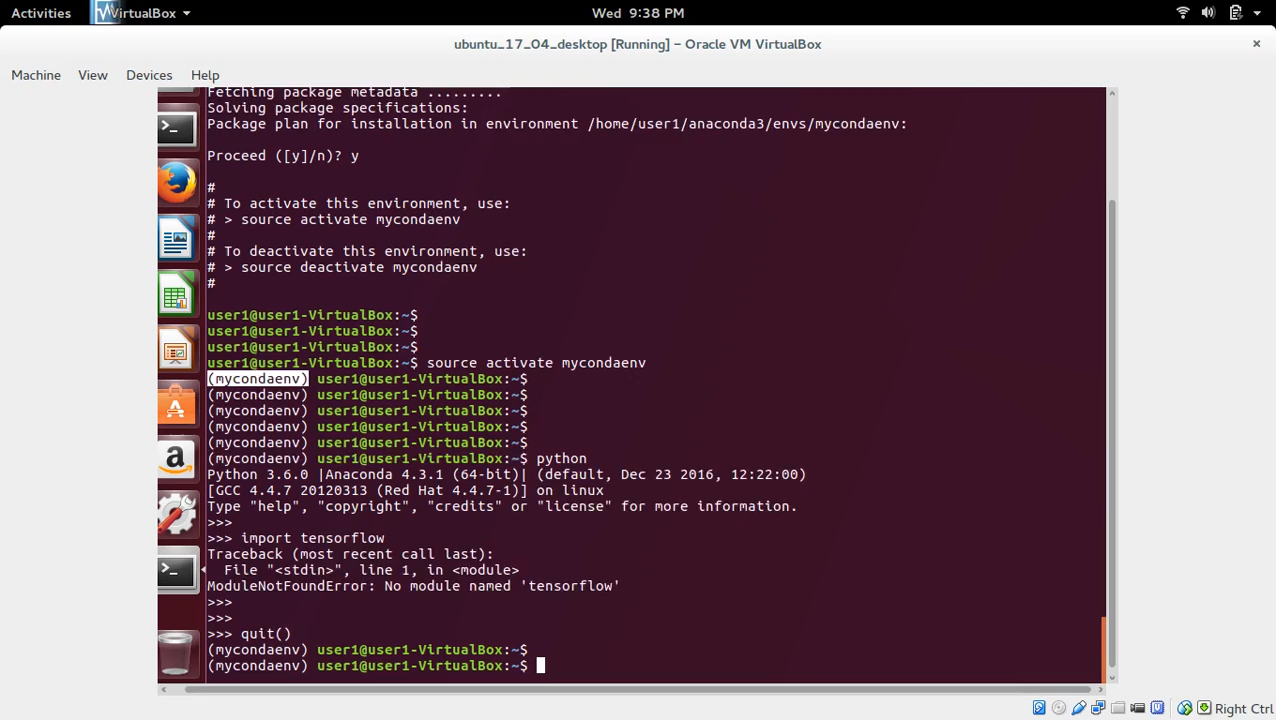 Activities VirtualBox Wed 9:38 PM
ubuntu_17_04_desktop [Running] – Oracle VM VirtualBox
Machine View Devices Help
Fetching package metadata .........
Solving package specifications:
Package plan for installation in environment /home/user1/anaconda3/envs/mycondaenv:
Proceed ([y]/n)? y
#
# To activate this environment, use:
# > source activate mycondaenv
#
# To deactivate this environment, use:
# > source deactivate mycondaenv
#
user1@user1-VirtualBox:~$
user1@user1-VirtualBox:~$
user1@user1-VirtualBox:~$
user1@user1-VirtualBox:~$ source activate mycondaenv
(mycondaenv) user1@user1-VirtualBox:~$
(mycondaenv) user1@user1-VirtualBox:~$
(mycondaenv) user1@user1-VirtualBox:~$
(mycondaenv) user1@user1-VirtualBox:~$
(mycondaenv) user1@user1-VirtualBox:~$
(mycondaenv) user1@user1-VirtualBox:~$ python
Python 3.6.0 |Anaconda 4.3.1 (64-bit)| (default, Dec 23 2016, 12:22:00)
[GCC 4.4.7 20120313 (Red Hat 4.4.7-1)] on linux
Type "help", "copyright", "credits" or "license" for more information.
>>>
>>> import tensorflow
Traceback (most recent call last):
  File "<stdin>", line 1, in <module>
ModuleNotFoundError: No module named 'tensorflow'
>>>
>>>
>>> quit()
(mycondaenv) user1@user1-VirtualBox:~$
(mycondaenv) user1@user1-VirtualBox:~$
Right Ctrl